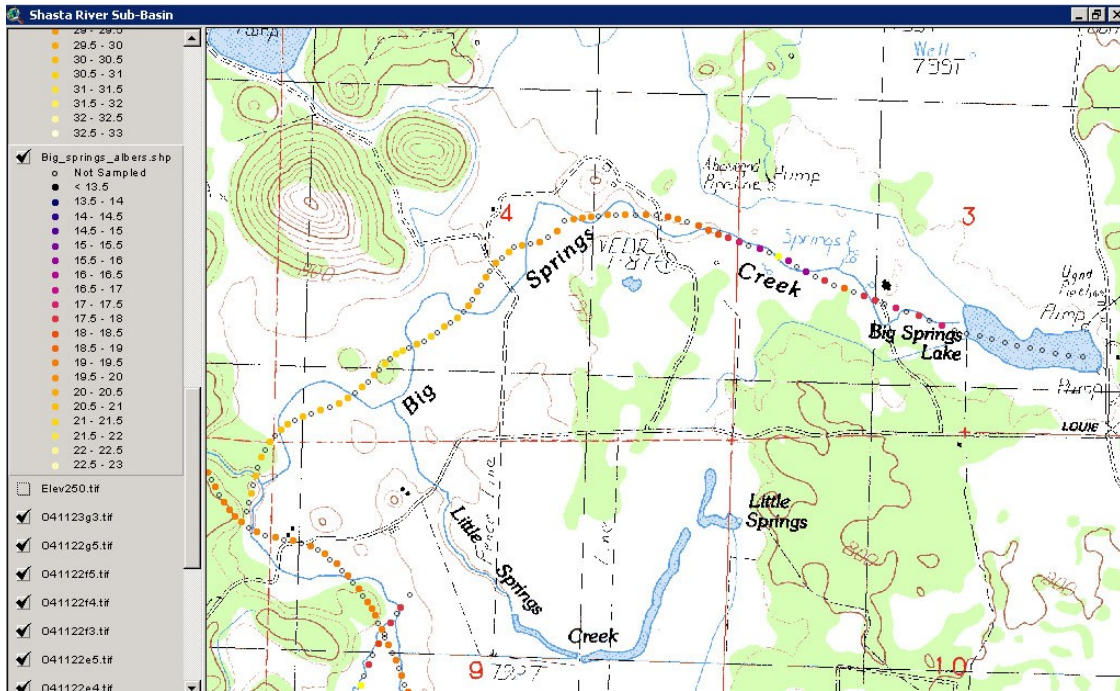 Shasta River Sub-Basin
29.5 - 30
30 - 30.5
30.5 - 31
31 - 31.5
31.5 - 32
32 - 32.5
32.5 - 33
Big_springs_albers.shp
Not Sampled
< 13.5
13.5 - 14
14 - 14.5
14.5 - 15
15 - 15.5
15.5 - 16
16 - 16.5
16.5 - 17
17 - 17.5
17.5 - 18
18 - 18.5
18.5 - 19
19 - 19.5
19.5 - 20
20 - 20.5
20.5 - 21
21 - 21.5
21.5 - 22
22 - 22.5
22.5 - 23
Elev250.tif
041123g3.tif
041122g5.tif
041122f5.tif
041122f4.tif
041122f3.tif
041122e5.tif
041122e4.tif
Well
799T
Pump
4
3
Springs
Creek
Springs
Big Springs
Lake
Pump
Big
LOUIE
Little
Springs
Little
Springs
Creek
Line
800
9
10